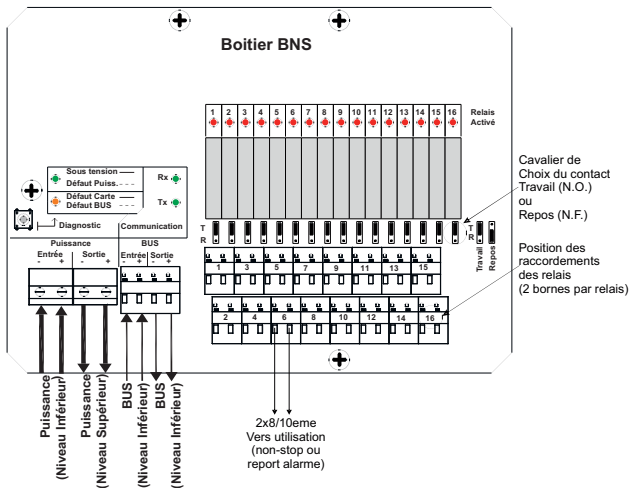 Boitier BNS
1 2 3 4 5 6 7 8 9 10 11 12 13 14 15 16
Relais
Activé
Sous tension
Défaut Puiss.
Rx
Défaut Carte
Défaut BUS
Tx
Diagnostic
Communication
T
R
T
R
Travail
Repos
Cavalier de
Choix du contact
Travail (N.O.)
ou
Repos (N.F.)
Puissance
Entrée Sortie
- + - +
BUS
Entrée Sortie
- + - +
1 3 5 7 9 11 13 15
2 4 6 8 10 12 14 16
Position des
raccordements
des relais
(2 bornes par relais)
Puissance
(Niveau Inférieur)
Puissance
(Niveau Supérieur)
BUS
(Niveau Inférieur)
BUS
(Niveau Inférieur)
2x8/10eme
Vers utilisation
(non-stop ou
report alarme)